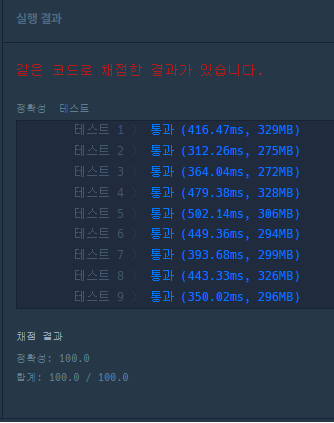 실행 결과
같은 코드로 채점한 결과가 있습니다.
정확성 테스트
테스트 1 〉 통과 (416.47ms, 329MB)
테스트 2 〉 통과 (312.26ms, 275MB)
테스트 3 〉 통과 (364.04ms, 272MB)
테스트 4 〉 통과 (479.38ms, 328MB)
테스트 5 〉 통과 (502.14ms, 306MB)
테스트 6 〉 통과 (449.36ms, 294MB)
테스트 7 〉 통과 (393.68ms, 299MB)
테스트 8 〉 통과 (443.33ms, 326MB)
테스트 9 〉 통과 (350.02ms, 296MB)
채점 결과
정확성: 100.0
합계: 100.0 / 100.0